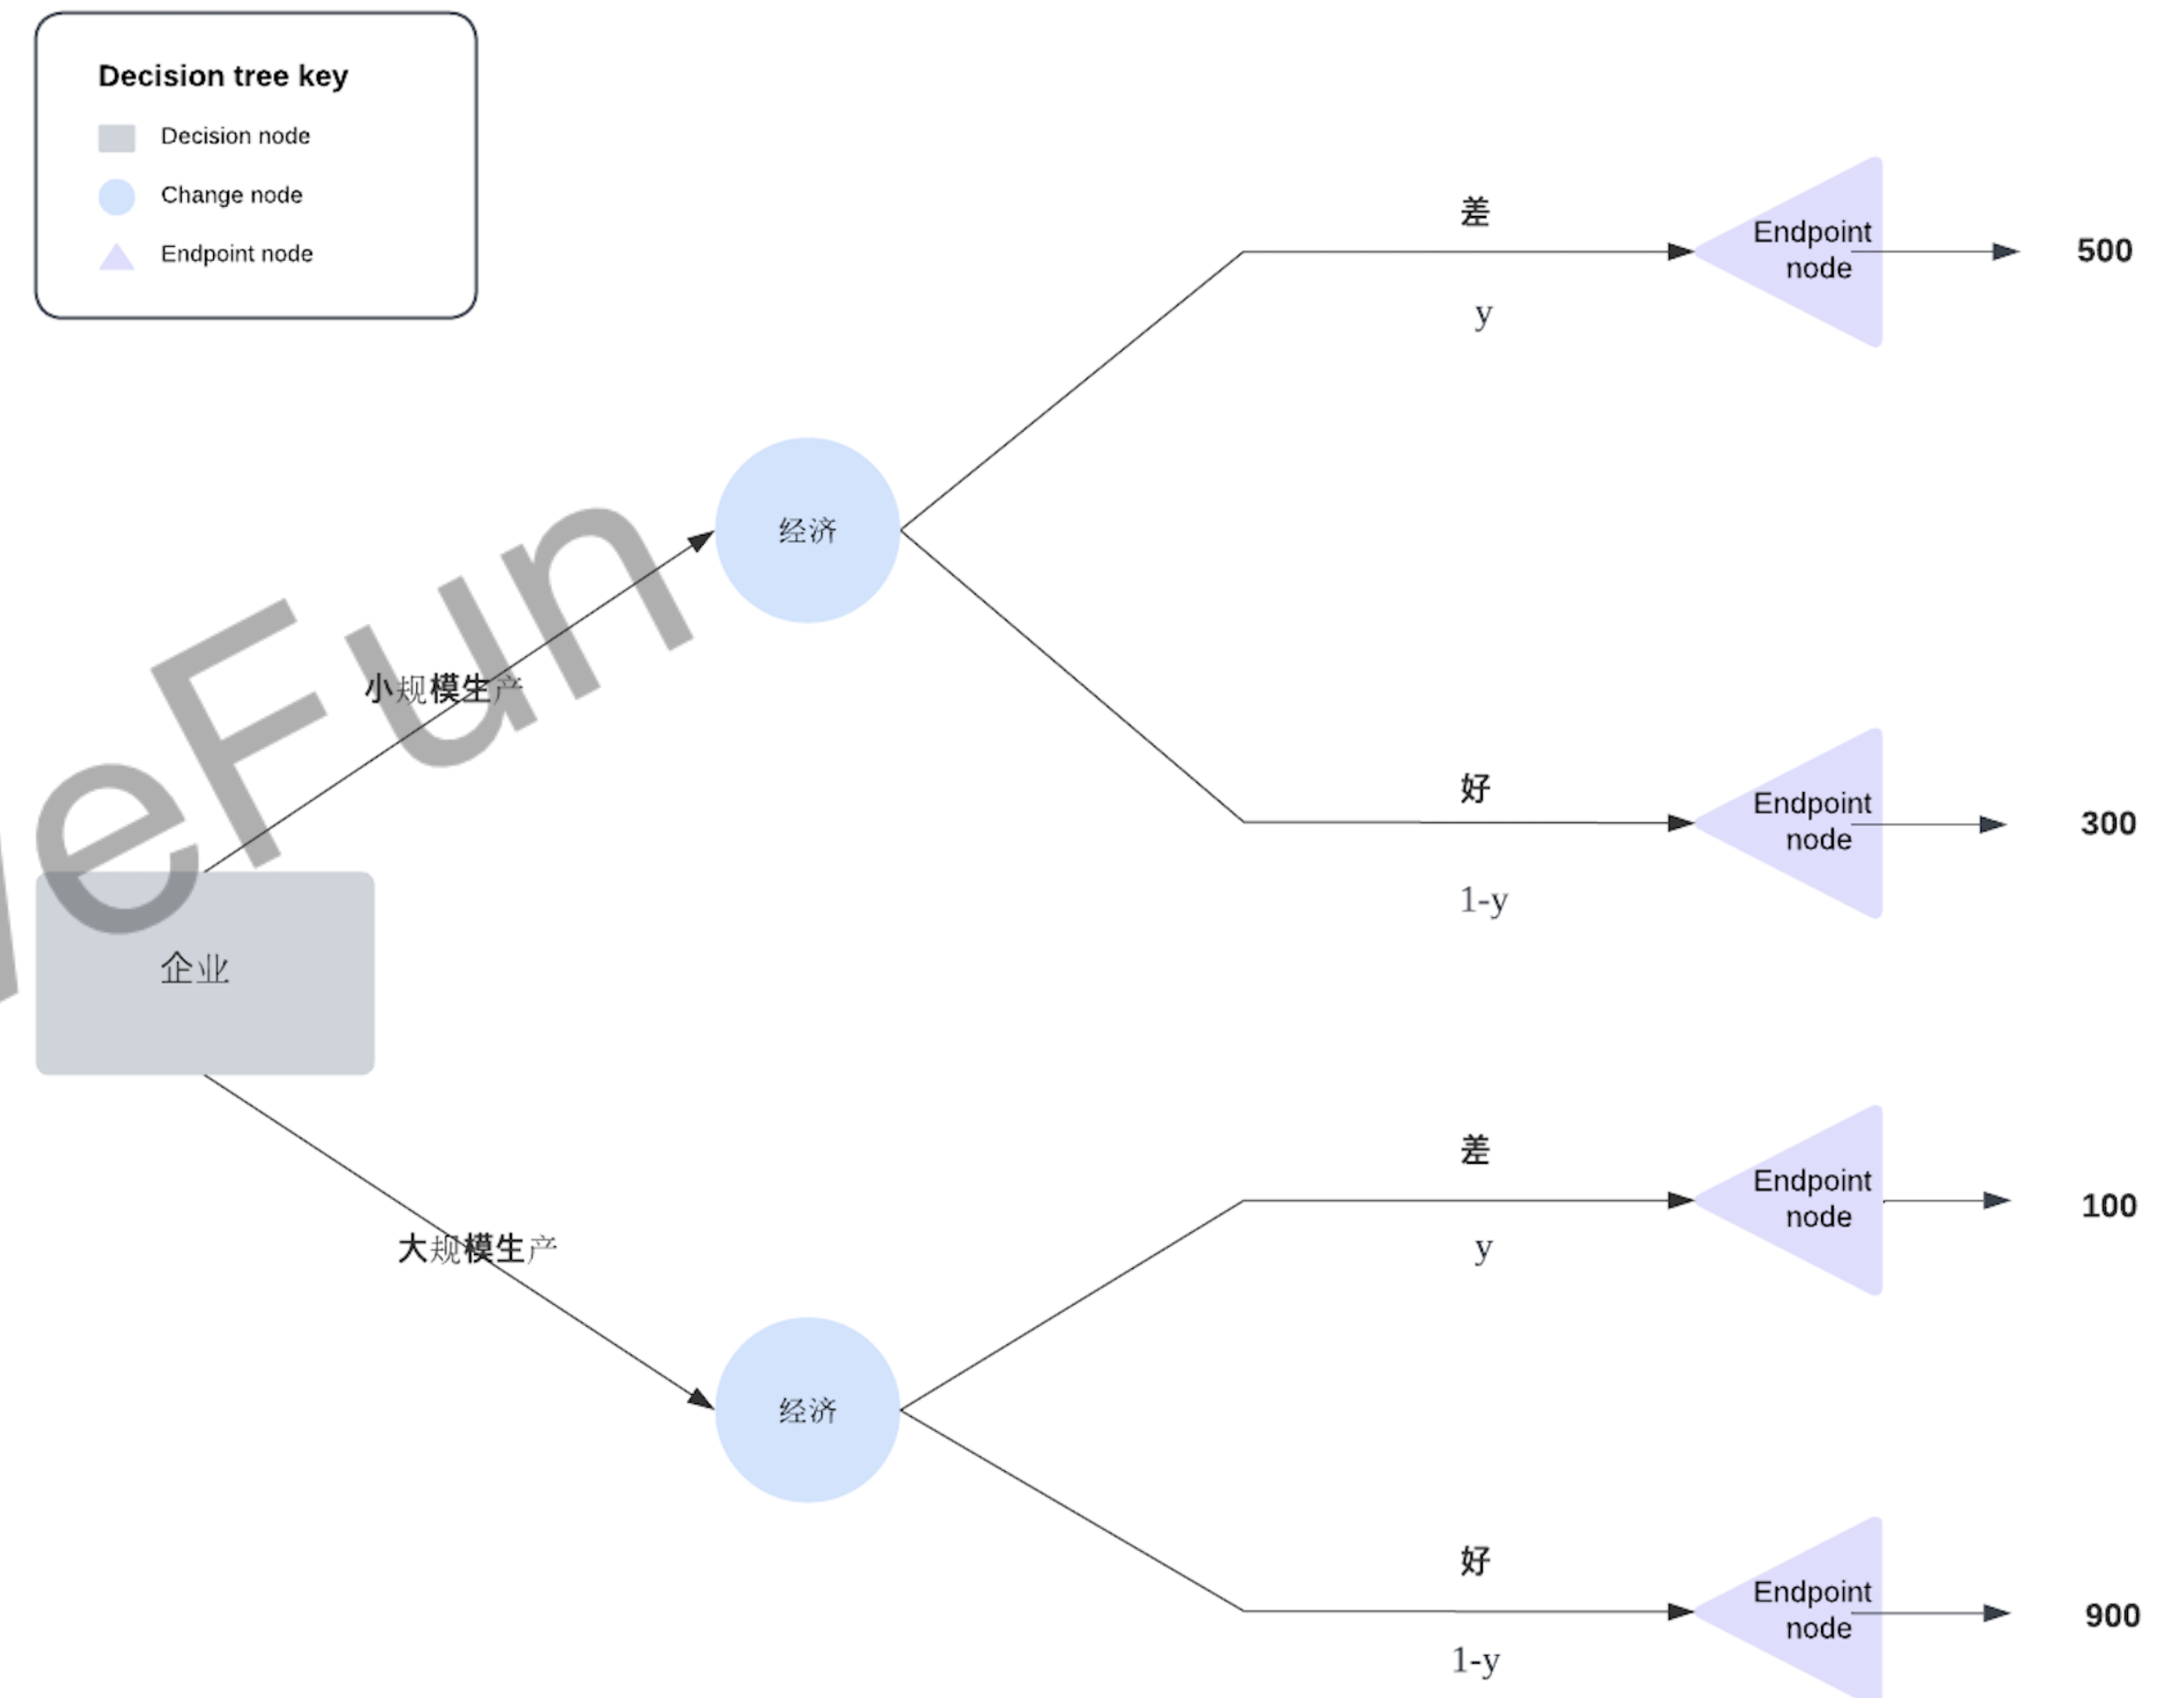 Decision tree key
Decision node
Change node
Endpoint node
差
Endpoint
node
500
y
经济
小规模生产
好
Endpoint
node
300
1-y
企业
差
Endpoint
node
100
y
大规模生产
经济
好
Endpoint
node
900
1-y
eFun